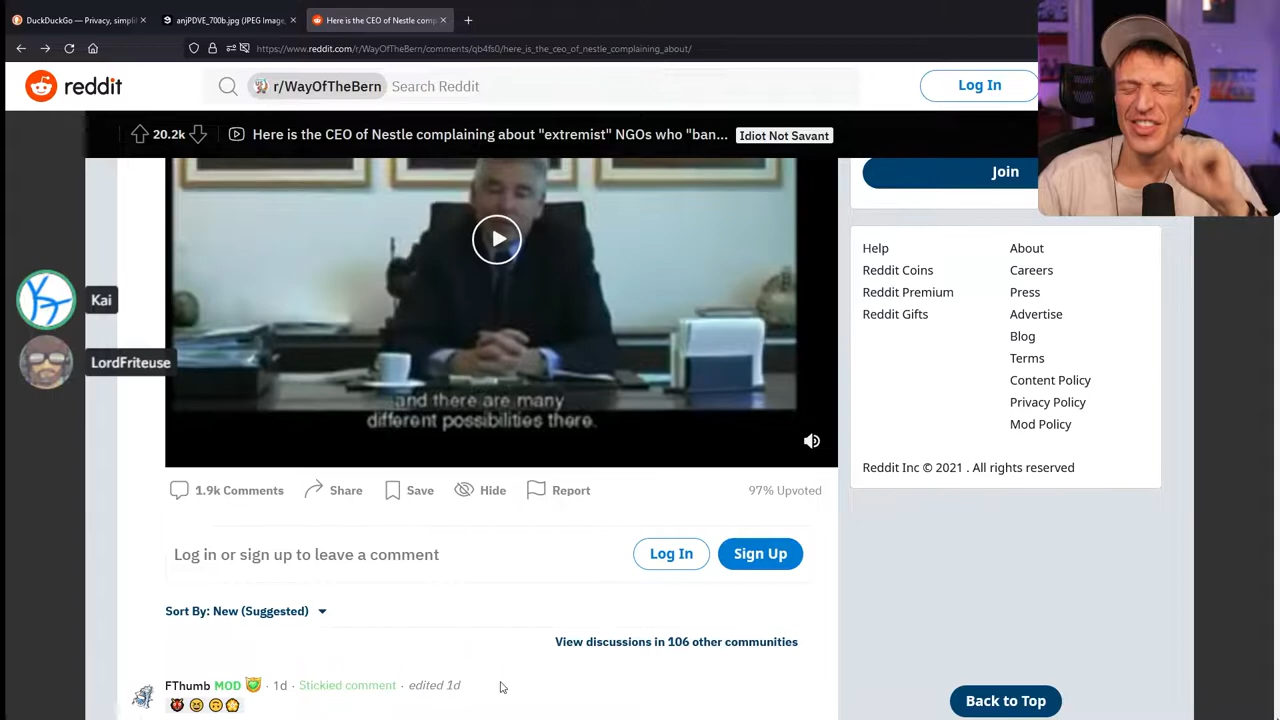 DuckDuckGo — Privacy, simpli
anjPDVE_700b.jpg (JPEG Image,
Here is the CEO of Nestle comp
https://www.reddit.com/r/WayOfTheBern/comments/qb4fs0/here_is_the_ceo_of_nestle_complaining_about/
reddit
r/WayOfTheBern
Search Reddit
Log In
20.2k
Here is the CEO of Nestle complaining about "extremist" NGOs who "ban...
Idiot Not Savant
Join
Help
About
Reddit Coins
Careers
Reddit Premium
Press
Reddit Gifts
Advertise
Blog
Terms
Content Policy
Privacy Policy
Mod Policy
Reddit Inc © 2021 . All rights reserved
Kai
LordFriteuse
and there are many
different possibilities there.
1.9k Comments
Share
Save
Hide
Report
97% Upvoted
Log in or sign up to leave a comment
Log In
Sign Up
Sort By: New (Suggested)
View discussions in 106 other communities
FThumb MOD · 1d · Stickied comment · edited 1d
Back to Top